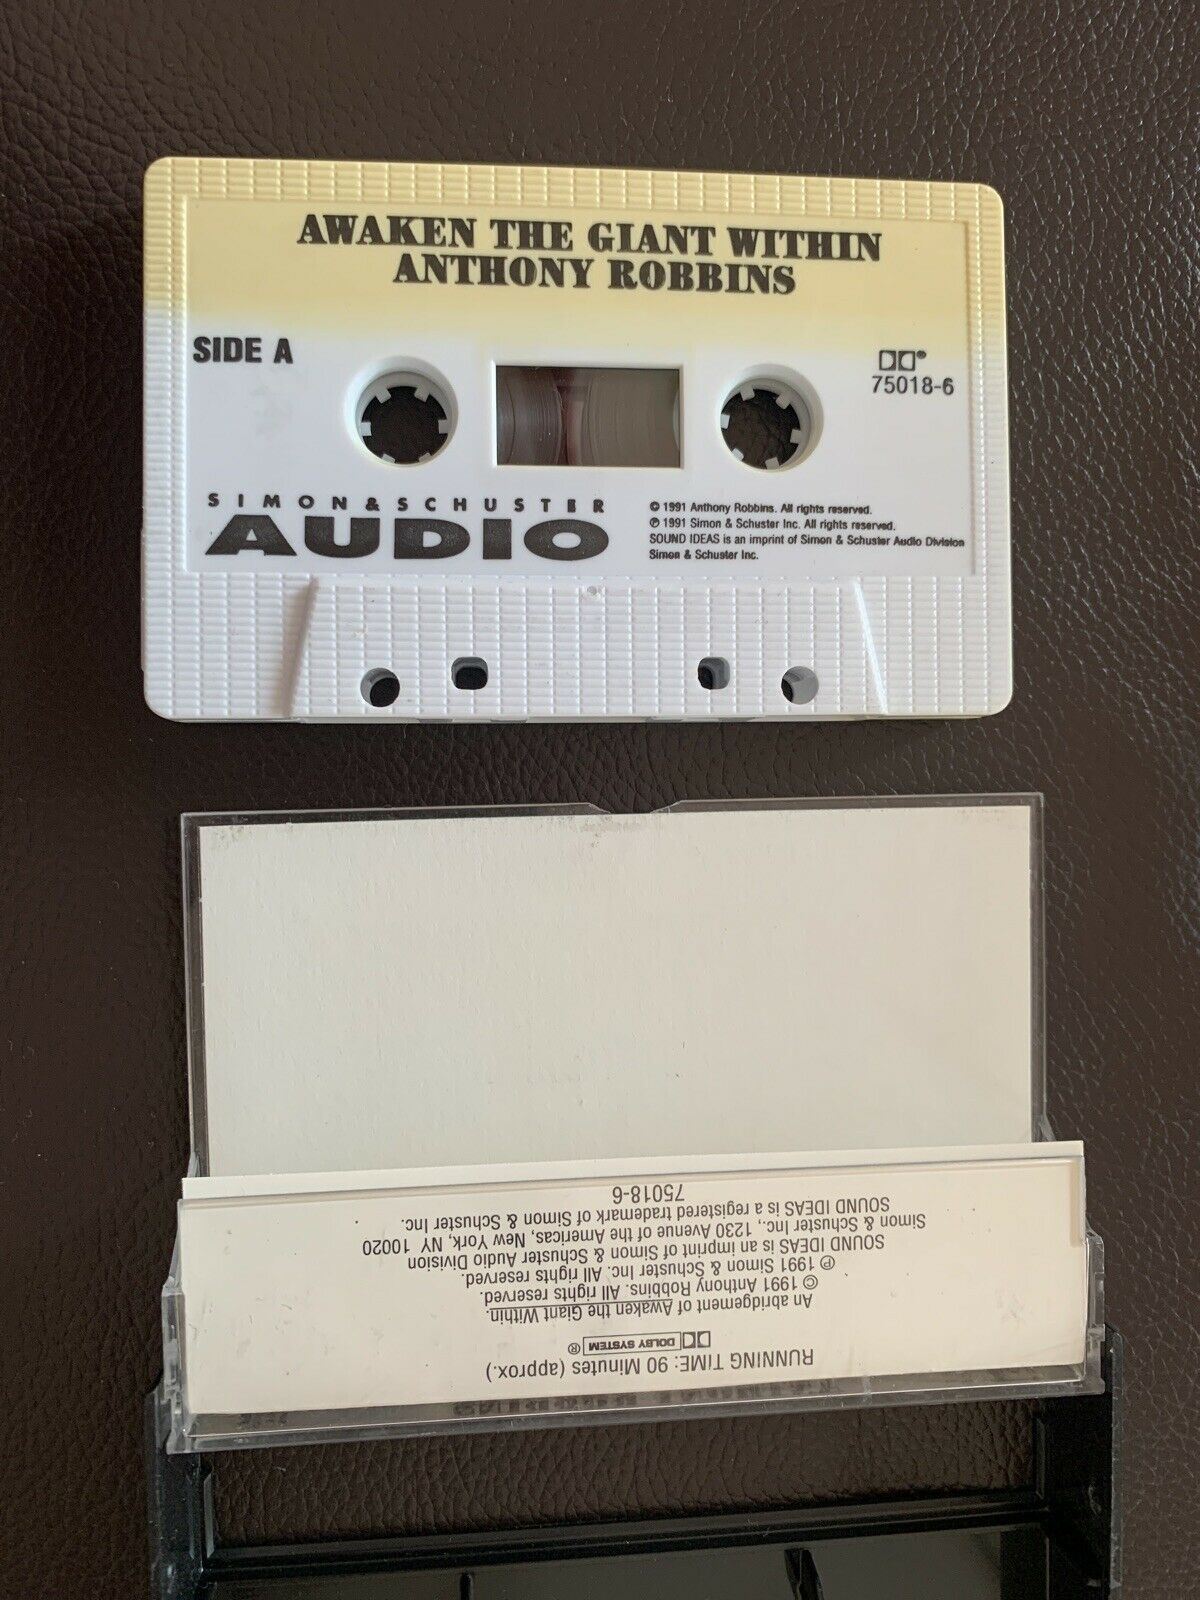 AWAKEN THE GIANT WITHIN
ANTHONY ROBBINS
SIDE A
®
75018-6
SIMON & SCHUSTER
AUDIO
© 1991 Anthony Robbins. All rights reserved.
℗ 1991 Simon & Schuster Inc. All rights reserved.
SOUND IDEAS is an imprint of Simon & Schuster Audio Division
Simon & Schuster Inc.
RUNNING TIME: 90 Minutes (approx.)
DOLBY SYSTEM ®
An abridgement of Awaken the Giant Within.
© 1991 Anthony Robbins. All rights reserved.
℗ 1991 Simon & Schuster Inc. All rights reserved.
SOUND IDEAS is an imprint of Simon & Schuster Audio Division
Simon & Schuster Inc., 1230 Avenue of the Americas, New York, NY 10020
SOUND IDEAS is a registered trademark of Simon & Schuster Inc.
75018-6